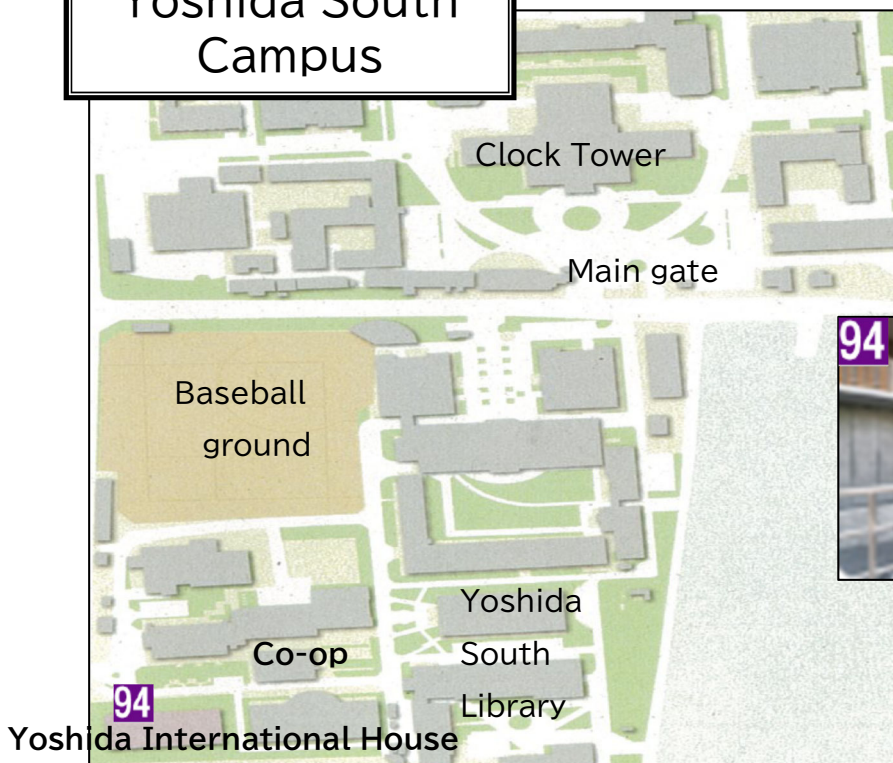 Yoshida South
Campus
Clock Tower
Main gate
94
Baseball
ground
Yoshida
South
Library
Co-op
94
Yoshida International House